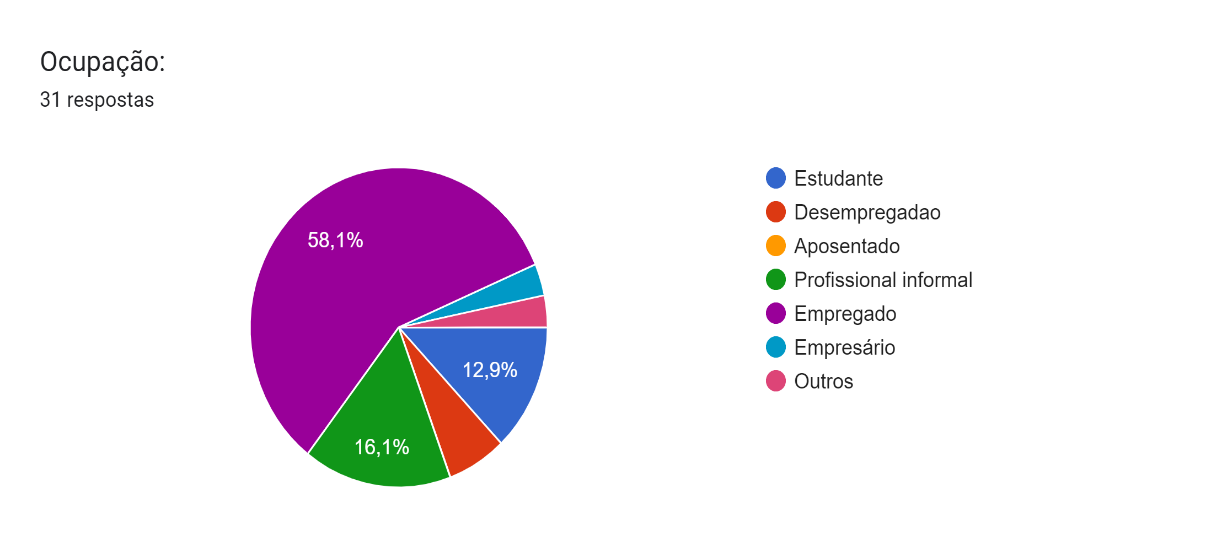 Ocupação:
31 respostas
58,1%
12,9%
16,1%
Estudante
Desempregadao
Aposentado
Profissional informal
Empregado
Empresário
Outros